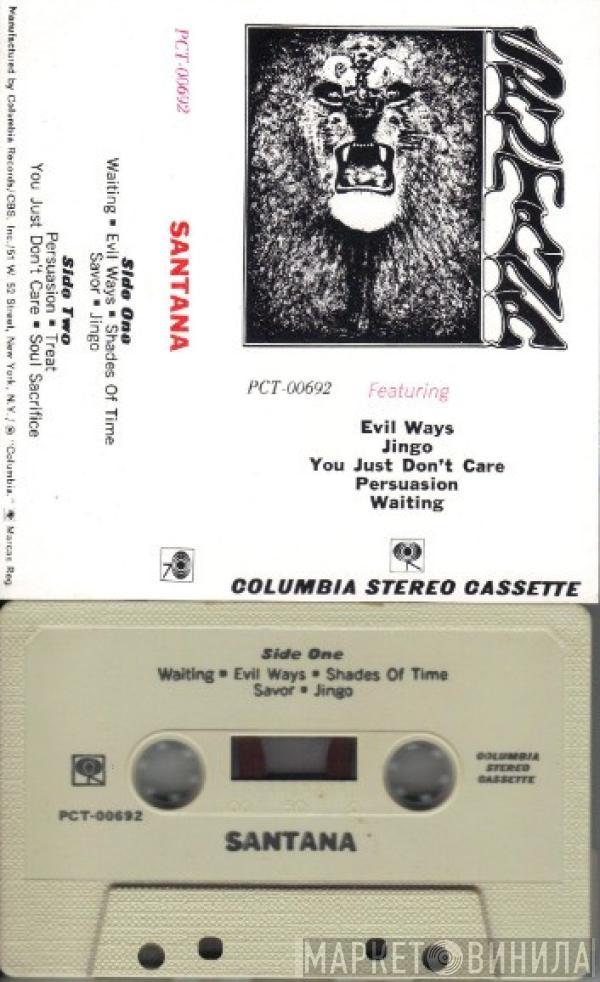 SANTANA
PCT-00692
Featuring
Evil Ways
Jingo
You Just Don't Care
Persuasion
Waiting
COLUMBIA STEREO CASSETTE
PCT-00692
SANTANA
Side One
Waiting ▪ Evil Ways ▪ Shades Of Time
Savor ▪ Jingo
Side Two
Persuasion ▪ Treat
You Just Don't Care ▪ Soul Sacrifice
Manufactured by Columbia Records/CBS, Inc./51 W. 52 Street, New York, N.Y./ ℗ "Columbia," Marcas Reg.
70
Side One
Waiting ▪ Evil Ways ▪ Shades Of Time
Savor ▪ Jingo
COLUMBIA
STEREO
CASSETTE
PCT-00692
SANTANA
50
МАРКЕТ ВИНИЛА